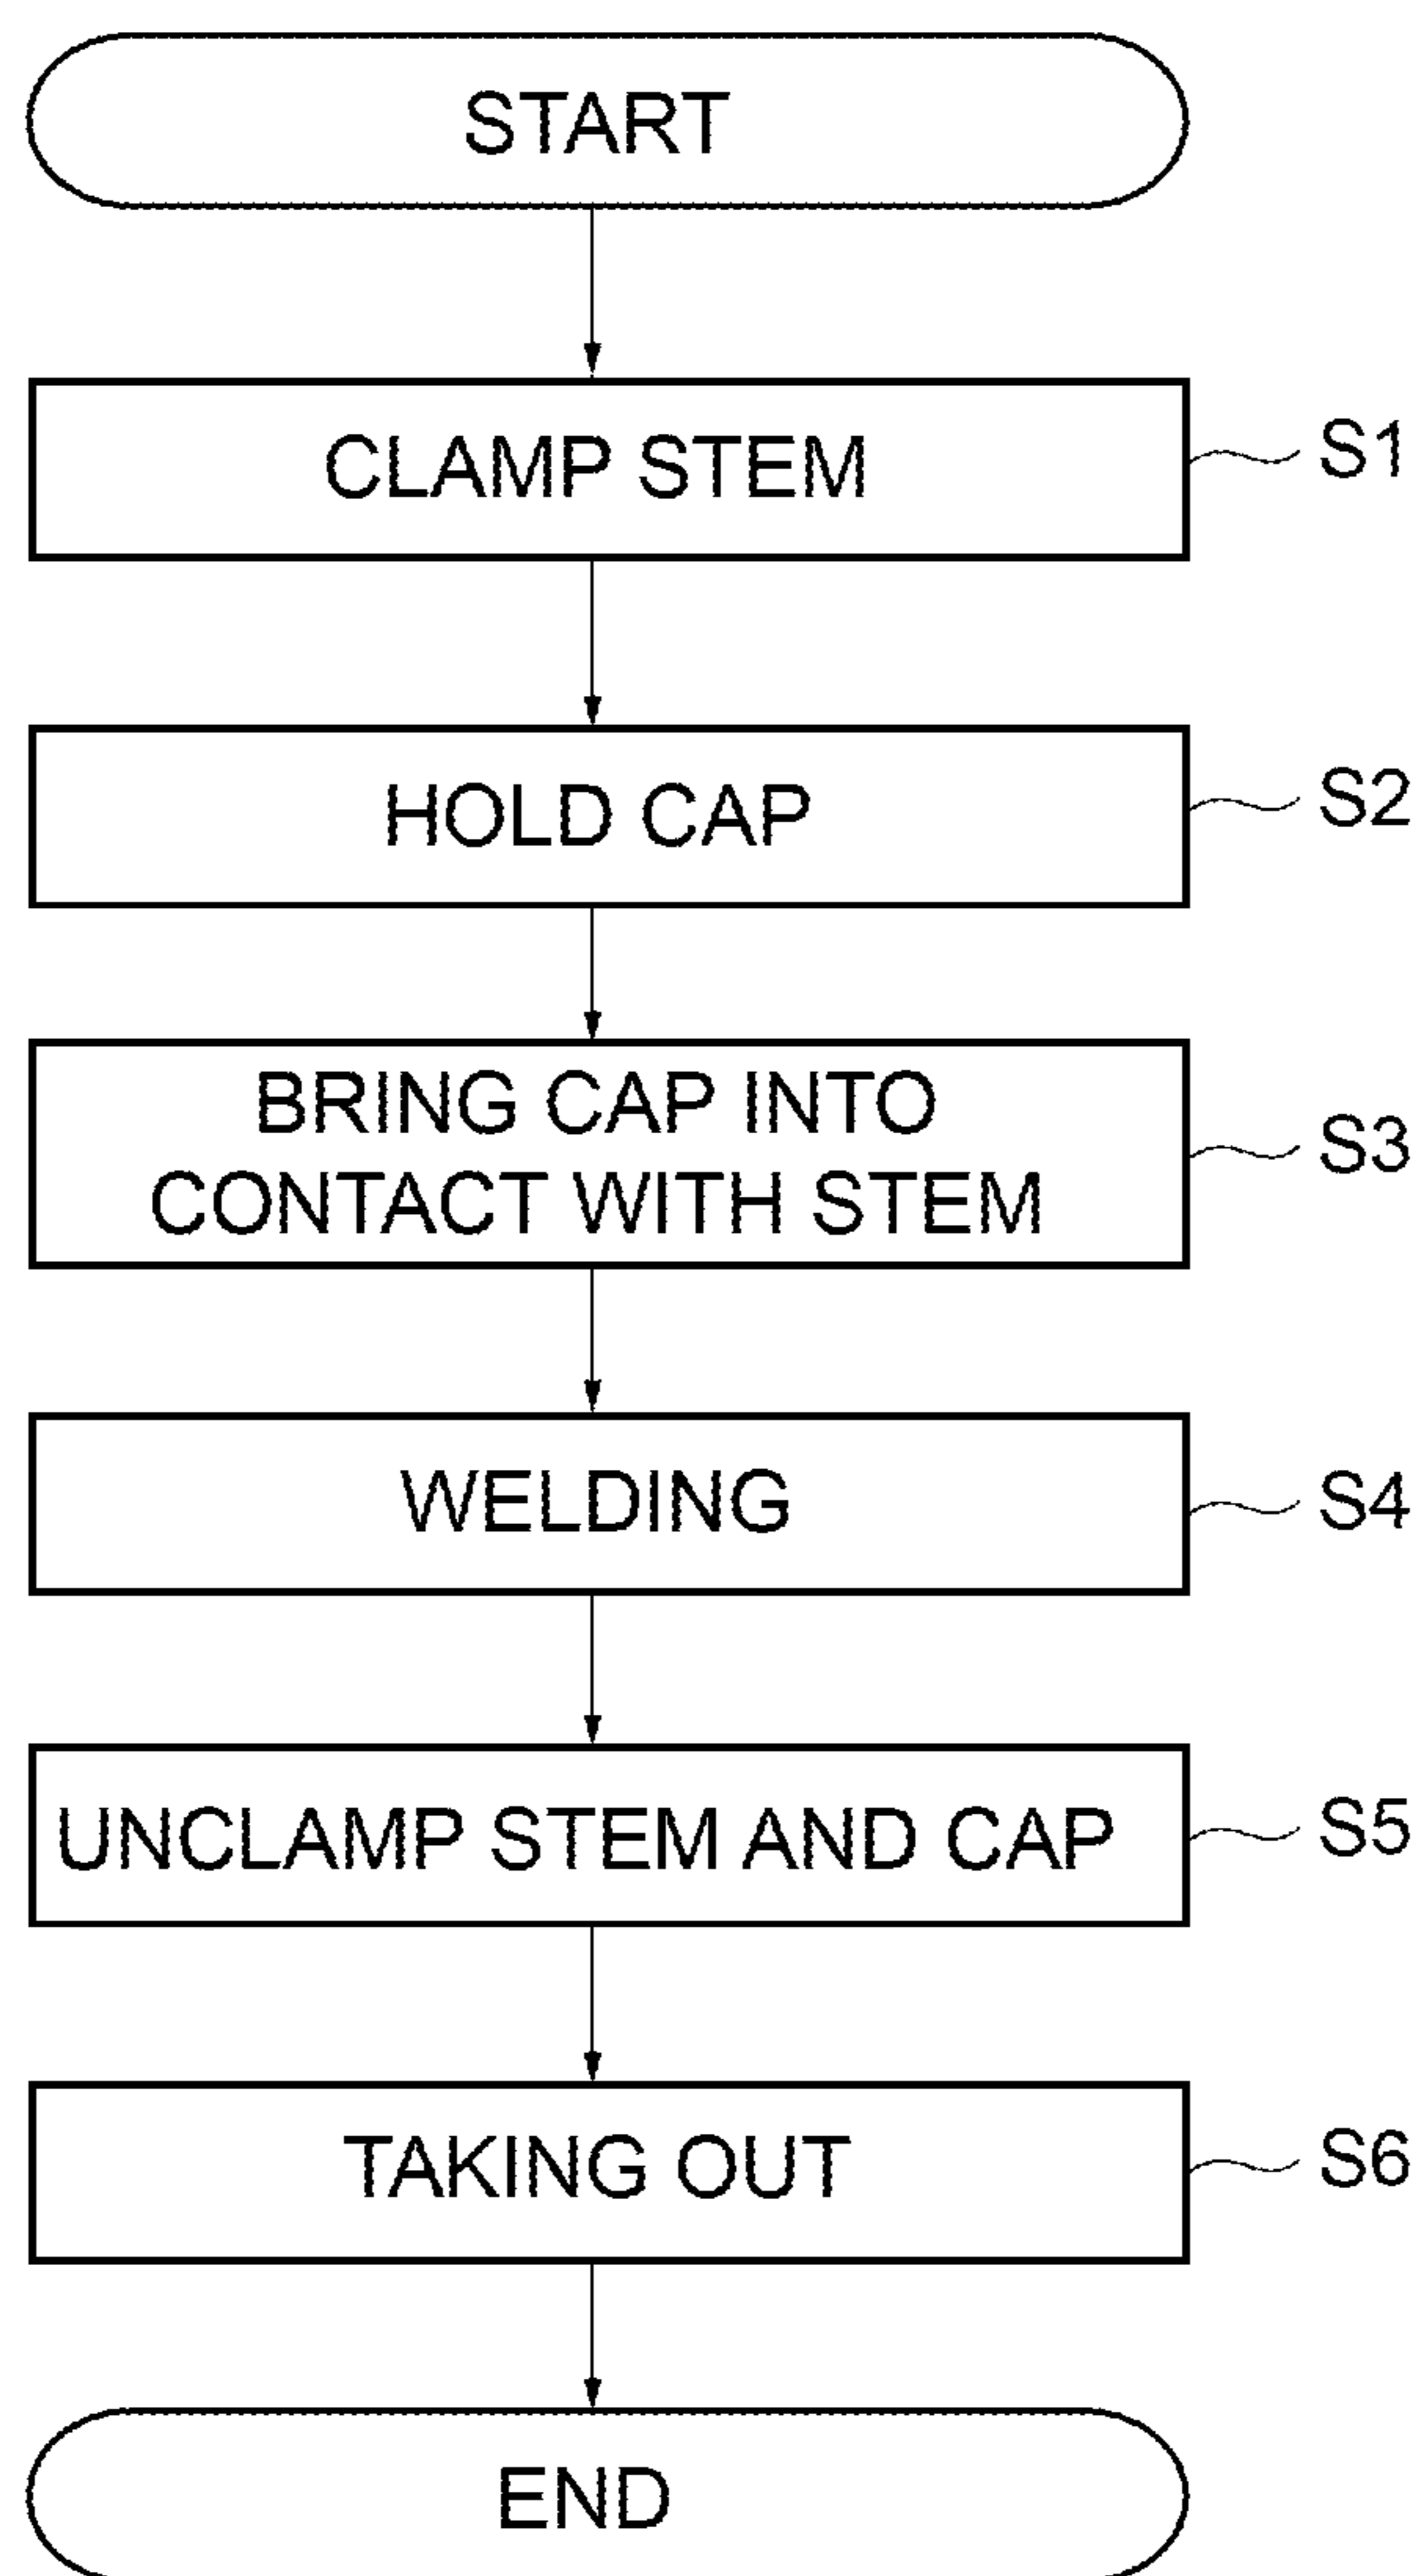 START
CLAMP STEM
S1
HOLD CAP
S2
BRING CAP INTO
CONTACT WITH STEM
S3
WELDING
S4
UNCLAMP STEM AND CAP
S5
TAKING OUT
S6
END